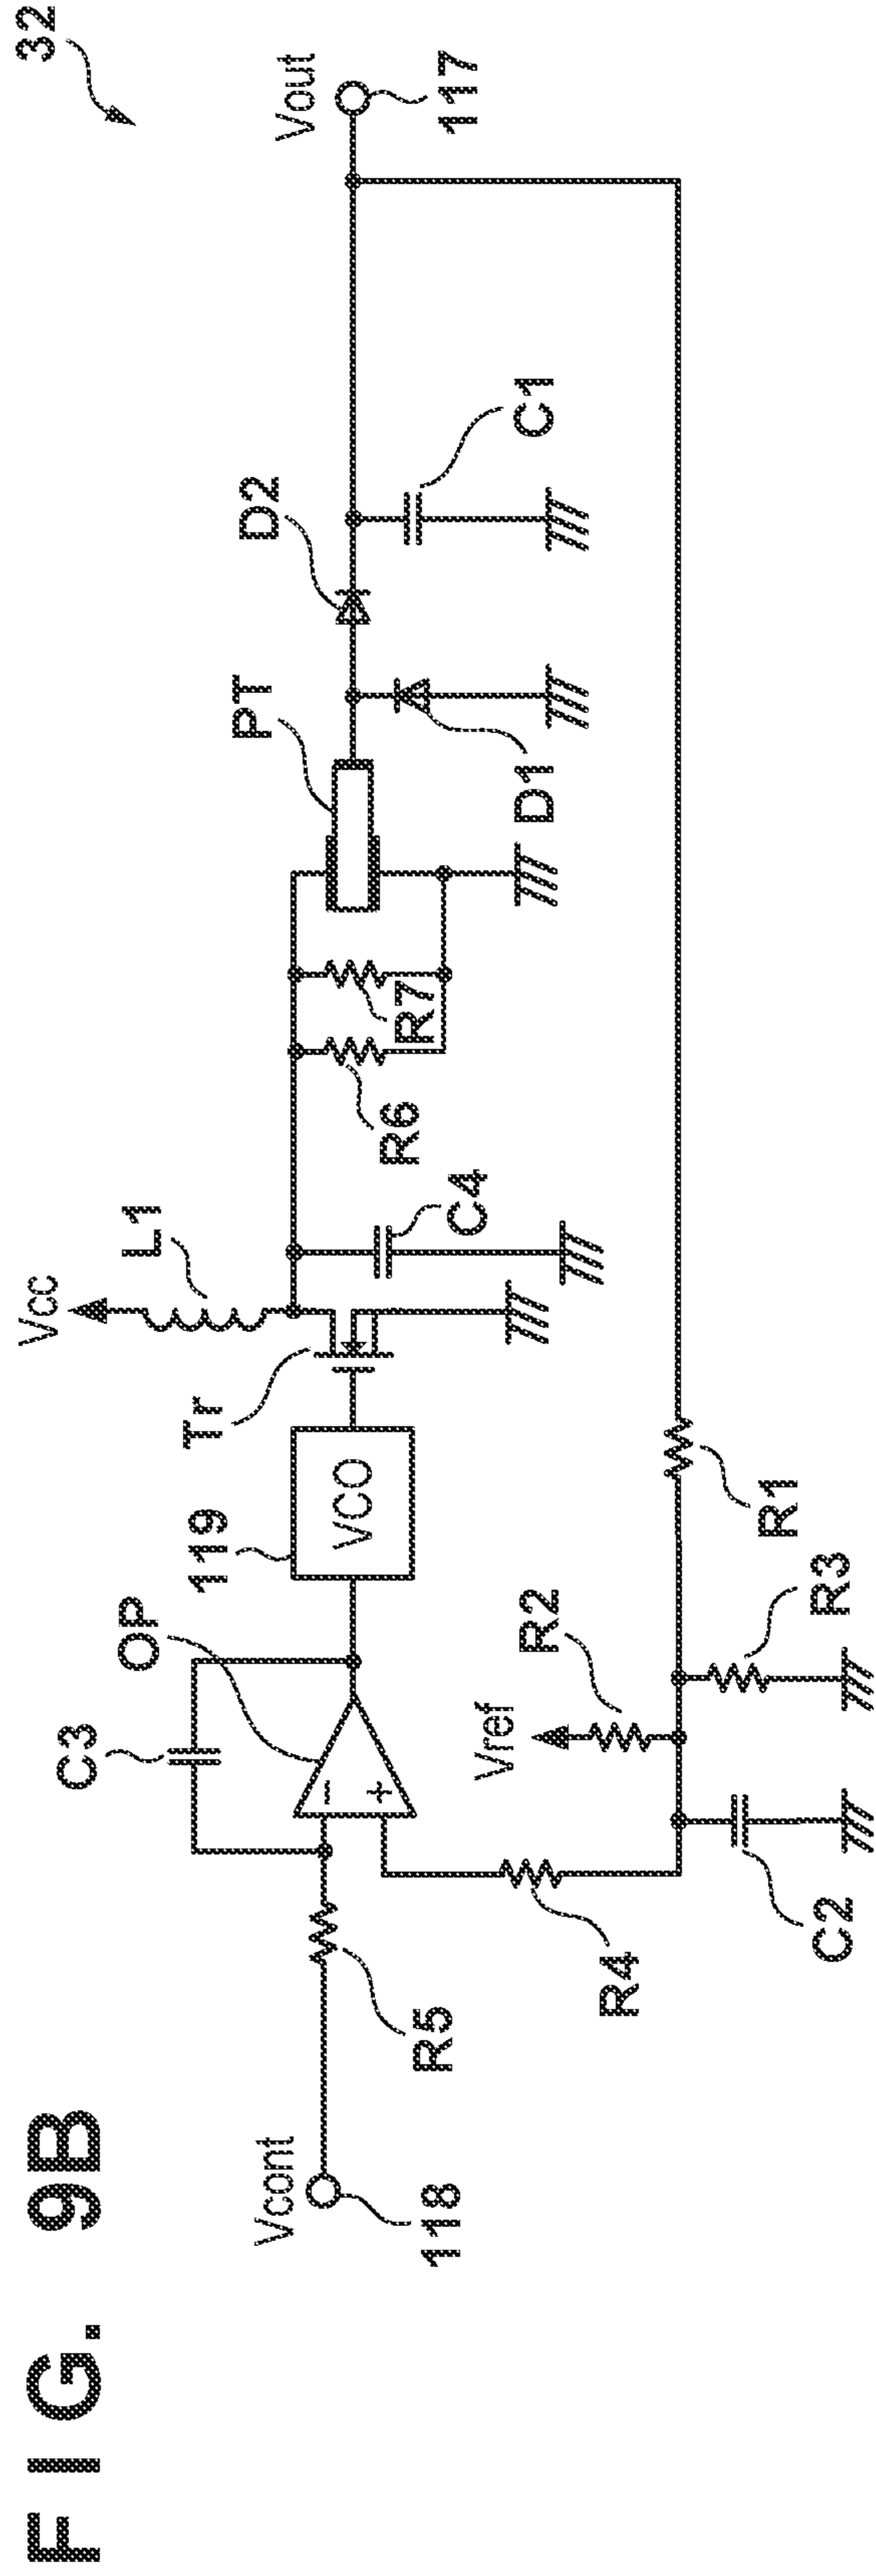 FIG. 9B
32
Vcc
L1
Tr
119
VCO
OP
C3
Vcont
118
R5
R4
C2
Vref
R2
R3
R1
C4
R6
R7
PT
D1
D2
C1
Vout
117
−
+